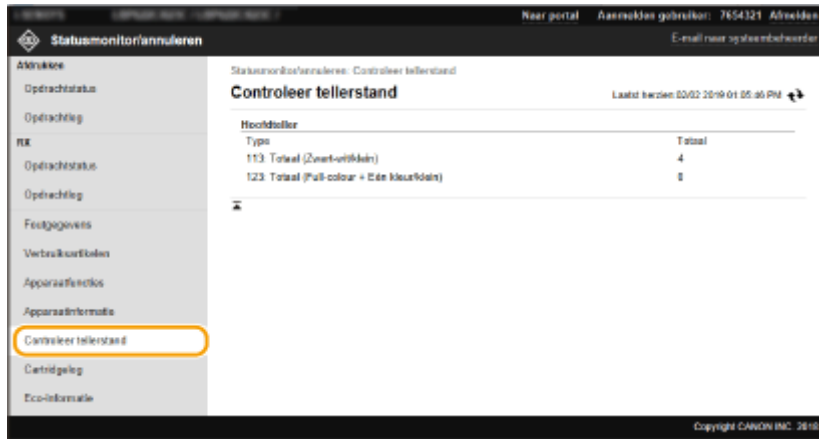 Naar portal Aanmelden gebruiker: 7654321 Afmelden
Statusmonitor/annuleren
E-mail naar systeembeheerder
Afdrukken
Opdrachtstatus
Opdrachtlog
RX
Opdrachtstatus
Opdrachtlog
Foutgegevens
Verbruiksartikelen
Apparaatfuncties
Apparaatinformatie
Controleer tellerstand
Cartridgelog
Eco-informatie
Statusmonitor/annuleren: Controleer tellerstand
Controleer tellerstand
Laatst herzien:02/02 2019 01:05:46 PM
Hoofdteller
Type Totaal
113: Totaal (Zwart-wit/klein) 4
123: Totaal (Full-colour + Eén kleur/klein) 0
Copyright CANON INC. 2018